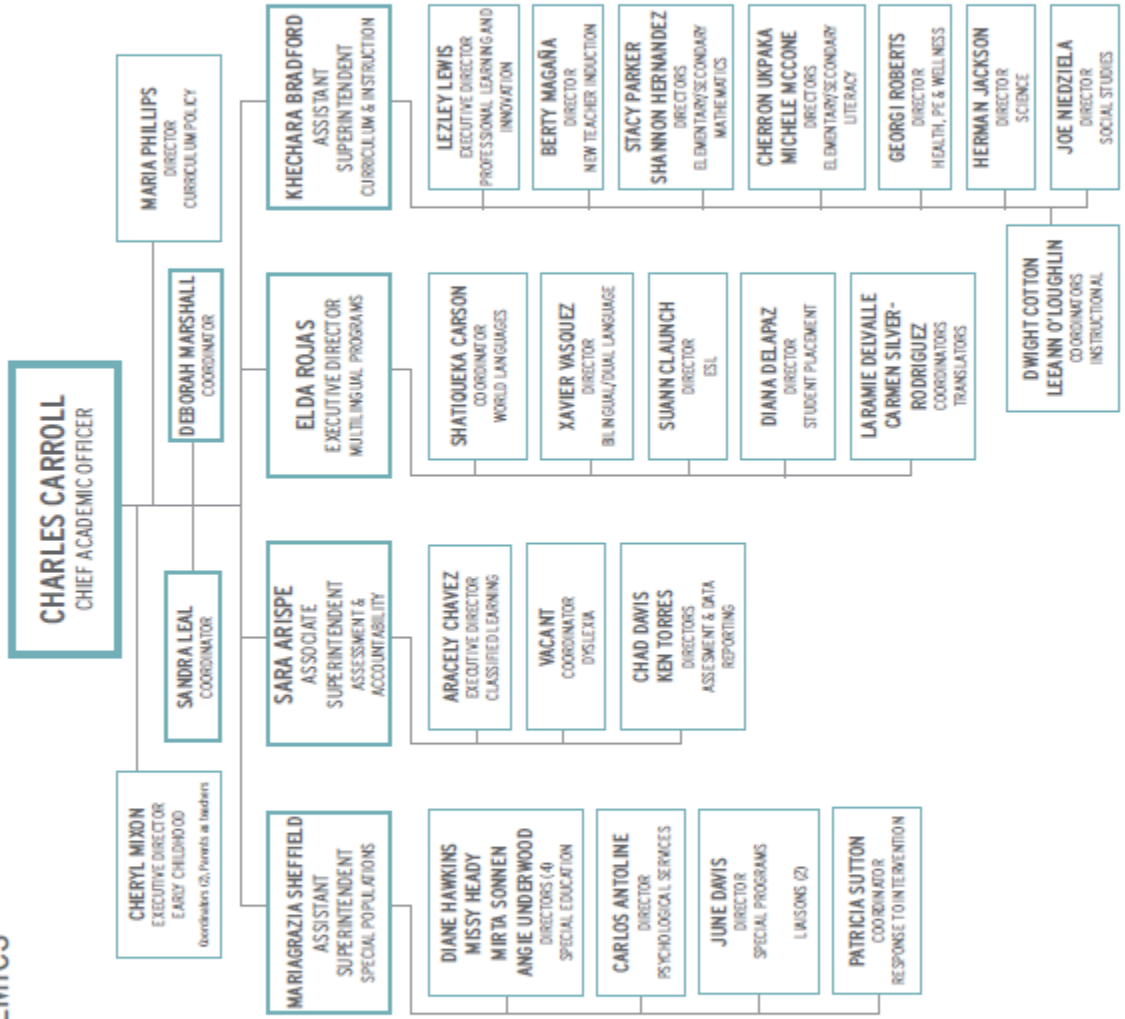 CHARLES CARROLL
CHIEF ACADEMIC OFFICER
CHERYL MIXON
EXECUTIVE DIRECTOR
EARLY CHILDHOOD
Coordinators (2), Parents as teachers
MARIA PHILLIPS
DIRECTOR
CURRICULUM POLICY
SANDRA LEAL
COORDINATOR
DEBORAH MARSHALL
COORDINATOR
MARIAGRAZIA SHEFFIELD
ASSISTANT
SUPERINTENDENT
SPECIAL POPULATIONS
DIANE HAWKINS
MISSY HEADY
MIRTA SONNEN
ANGIE UNDERWOOD
DIRECTORS (4)
SPECIAL EDUCATION
CARLOS ANTOLINE
DIRECTOR
PSYCHOLOGICAL SERVICES
JUNE DAVIS
DIRECTOR
SPECIAL PROGRAMS
LIAISONS (2)
PATRICIA SUTTON
COORDINATOR
RESPONSE TO INTERVENTION
SARA ARISPE
ASSOCIATE
SUPERINTENDENT
ASSESSMENT &
ACCOUNTABILITY
ARACELY CHAVEZ
EXECUTIVE DIRECTOR
CLASSIFIED LEARNING
VACANT
COORDINATOR
DYSLEXIA
CHAD DAVIS
KEN TORRES
DIRECTORS
ASSESMENT & DATA
REPORTING
ELDA ROJAS
EXECUTIVE DIRECTOR
MULTILINGUAL PROGRAMS
SHATIQUEKA CARSON
COORDINATOR
WORLD LANGUAGES
XAVIER VASQUEZ
DIRECTOR
BILINGUAL/DUAL LANGUAGE
SUANN CLAUNCH
DIRECTOR
ESL
DIANA DELAPAZ
DIRECTOR
STUDENT PLACEMENT
LARAMIE DELVALLE
CARMEN SILVER-
RODRIGUEZ
COORDINATORS
TRANSLATORS
KHECHARA BRADFORD
ASSISTANT
SUPERINTENDENT
CURRICULUM & INSTRUCTION
LEZLEY LEWIS
EXECUTIVE DIRECTOR
PROFESSIONAL LEARNING AND
INNOVATION
BERTY MAGAÑA
DIRECTOR
NEW TEACHER INDUCTION
STACY PARKER
SHANNON HERNANDEZ
DIRECTORS
ELEMENTARY/SECONDARY
MATHEMATICS
CHERRON UKPAKA
MICHELE MCCONE
DIRECTORS
ELEMENTARY/SECONDARY
LITERACY
GEORGI ROBERTS
DIRECTOR
HEALTH, PE & WELLNESS
HERMAN JACKSON
DIRECTOR
SCIENCE
JOE NIEDZIELA
DIRECTOR
SOCIAL STUDIES
DWIGHT COTTON
LEEANN O'LOUGHLIN
COORDINATORS
INSTRUCTIONAL